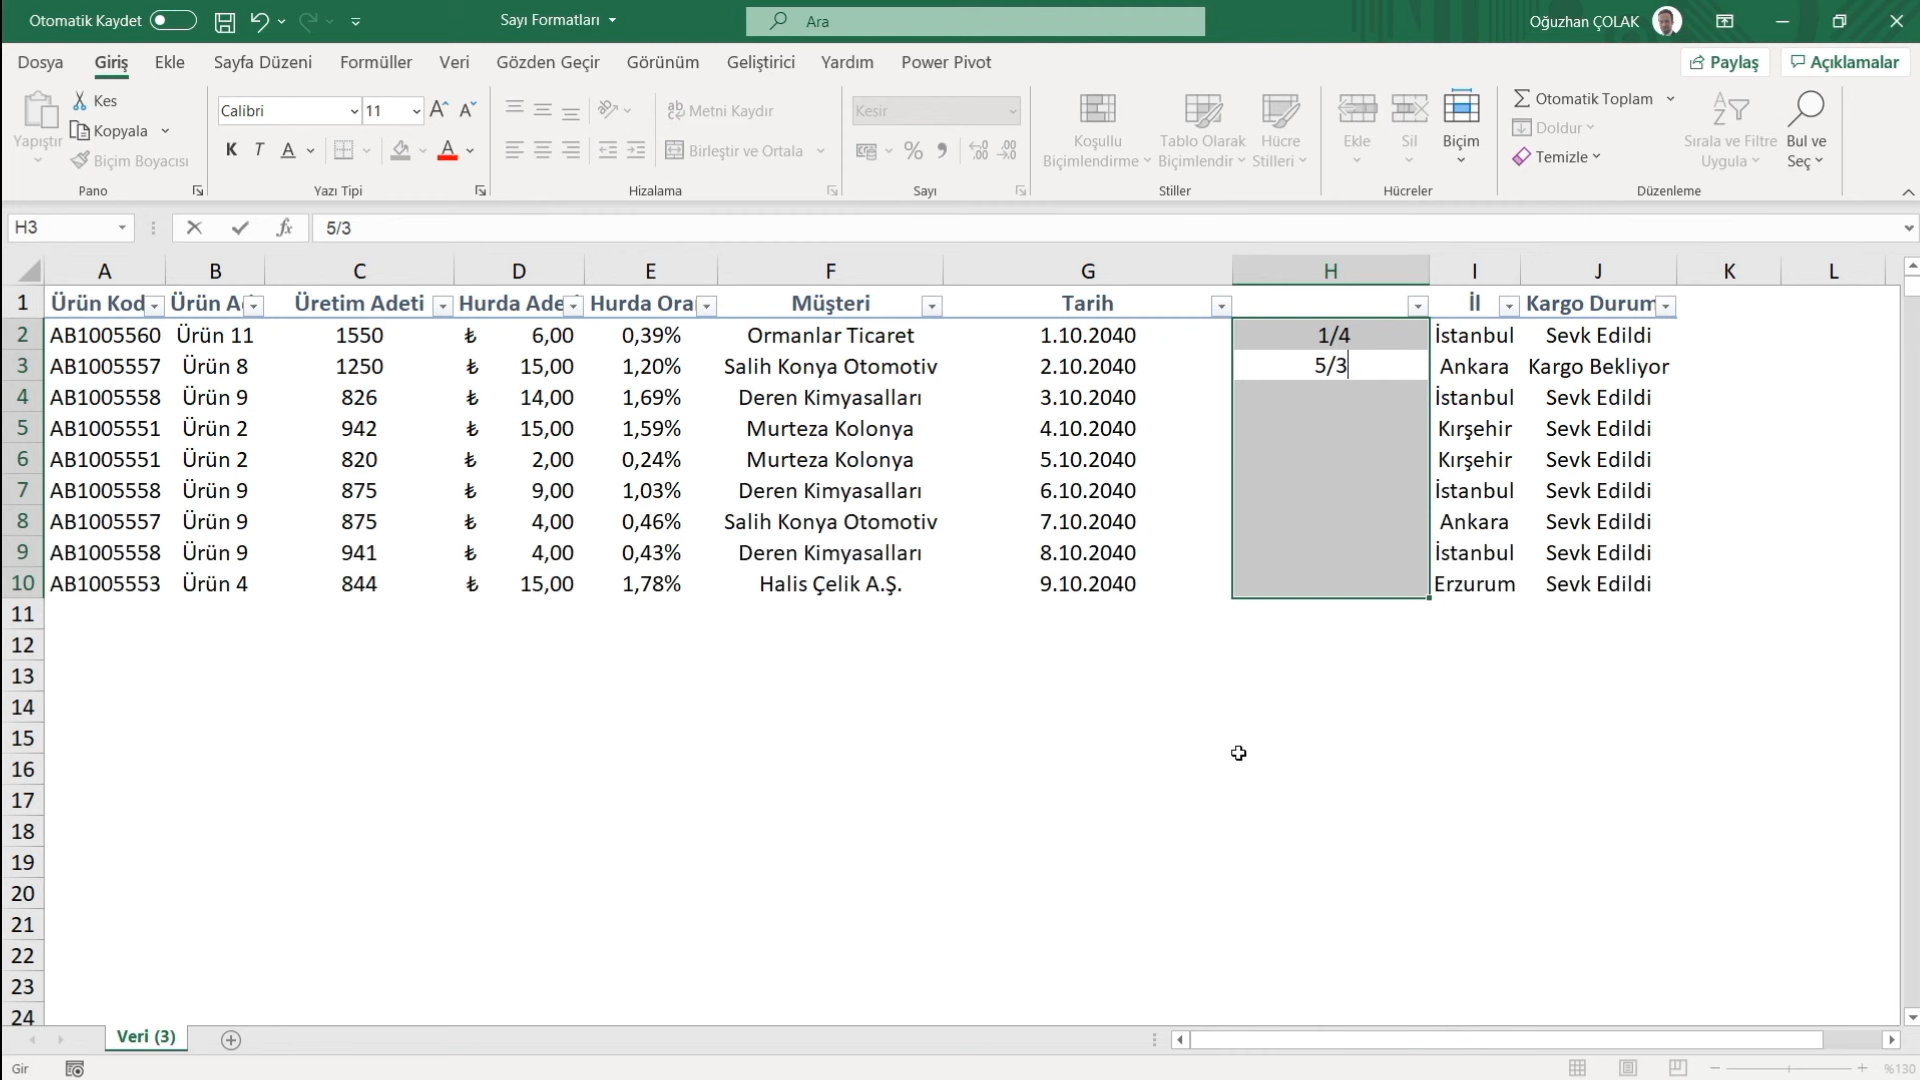 Otomatik Kaydet
Sayı Formatları
Ara
Oğuzhan ÇOLAK
Dosya Giriş Ekle Sayfa Düzeni Formüller Veri Gözden Geçir Görünüm Geliştirici Yardım Power Pivot Paylaş Açıklamalar
Yapıştır
Kes
Kopyala
Biçim Boyacısı
Pano
Calibri 11
K T A A
Yazı Tipi
Metni Kaydır
Birleştir ve Ortala
Hizalama
Kesir
%
Sayı
Koşullu Biçimlendirme
Tablo Olarak Biçimlendir
Hücre Stilleri
Stiller
Ekle
Sil
Biçim
Hücreler
Otomatik Toplam
Doldur
Temizle
Sırala ve Filtre Uygula
Bul ve Seç
Düzenleme
H3 fx 5/3
A B C D E F G H I J K L
1 Ürün Kod Ürün A Üretim Adeti Hurda Ade Hurda Ora Müşteri Tarih İl Kargo Durum
2 AB1005560 Ürün 11 1550 ₺ 6,00 0,39% Ormanlar Ticaret 1.10.2040 1/4 İstanbul Sevk Edildi
3 AB1005557 Ürün 8 1250 ₺ 15,00 1,20% Salih Konya Otomotiv 2.10.2040 5/3 Ankara Kargo Bekliyor
4 AB1005558 Ürün 9 826 ₺ 14,00 1,69% Deren Kimyasalları 3.10.2040 İstanbul Sevk Edildi
5 AB1005551 Ürün 2 942 ₺ 15,00 1,59% Murteza Kolonya 4.10.2040 Kırşehir Sevk Edildi
6 AB1005551 Ürün 2 820 ₺ 2,00 0,24% Murteza Kolonya 5.10.2040 Kırşehir Sevk Edildi
7 AB1005558 Ürün 9 875 ₺ 9,00 1,03% Deren Kimyasalları 6.10.2040 İstanbul Sevk Edildi
8 AB1005557 Ürün 9 875 ₺ 4,00 0,46% Salih Konya Otomotiv 7.10.2040 Ankara Sevk Edildi
9 AB1005558 Ürün 9 941 ₺ 4,00 0,43% Deren Kimyasalları 8.10.2040 İstanbul Sevk Edildi
10 AB1005553 Ürün 4 844 ₺ 15,00 1,78% Halis Çelik A.Ş. 9.10.2040 Erzurum Sevk Edildi
11
12
13
14
15
16
17
18
19
20
21
22
23
24
Veri (3)
Gir
%130